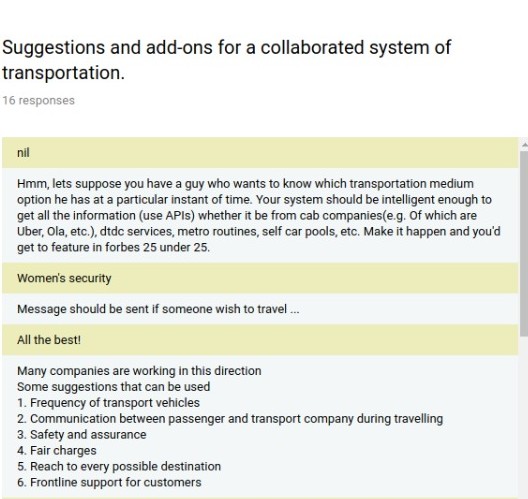 Suggestions and add-ons for a collaborated system of
transportation.
16 responses
nil
Hmm, lets suppose you have a guy who wants to know which transportation medium
option he has at a particular instant of time. Your system should be intelligent enough to
get all the information (use APIs) whether it be from cab companies(e.g. Of which are
Uber, Ola, etc.), dtdc services, metro routines, self car pools, etc. Make it happen and you'd
get to feature in forbes 25 under 25.
Women's security
Message should be sent if someone wish to travel ...
All the best!
Many companies are working in this direction
Some suggestions that can be used
1. Frequency of transport vehicles
2. Communication between passenger and transport company during travelling
3. Safety and assurance
4. Fair charges
5. Reach to every possible destination
6. Frontline support for customers